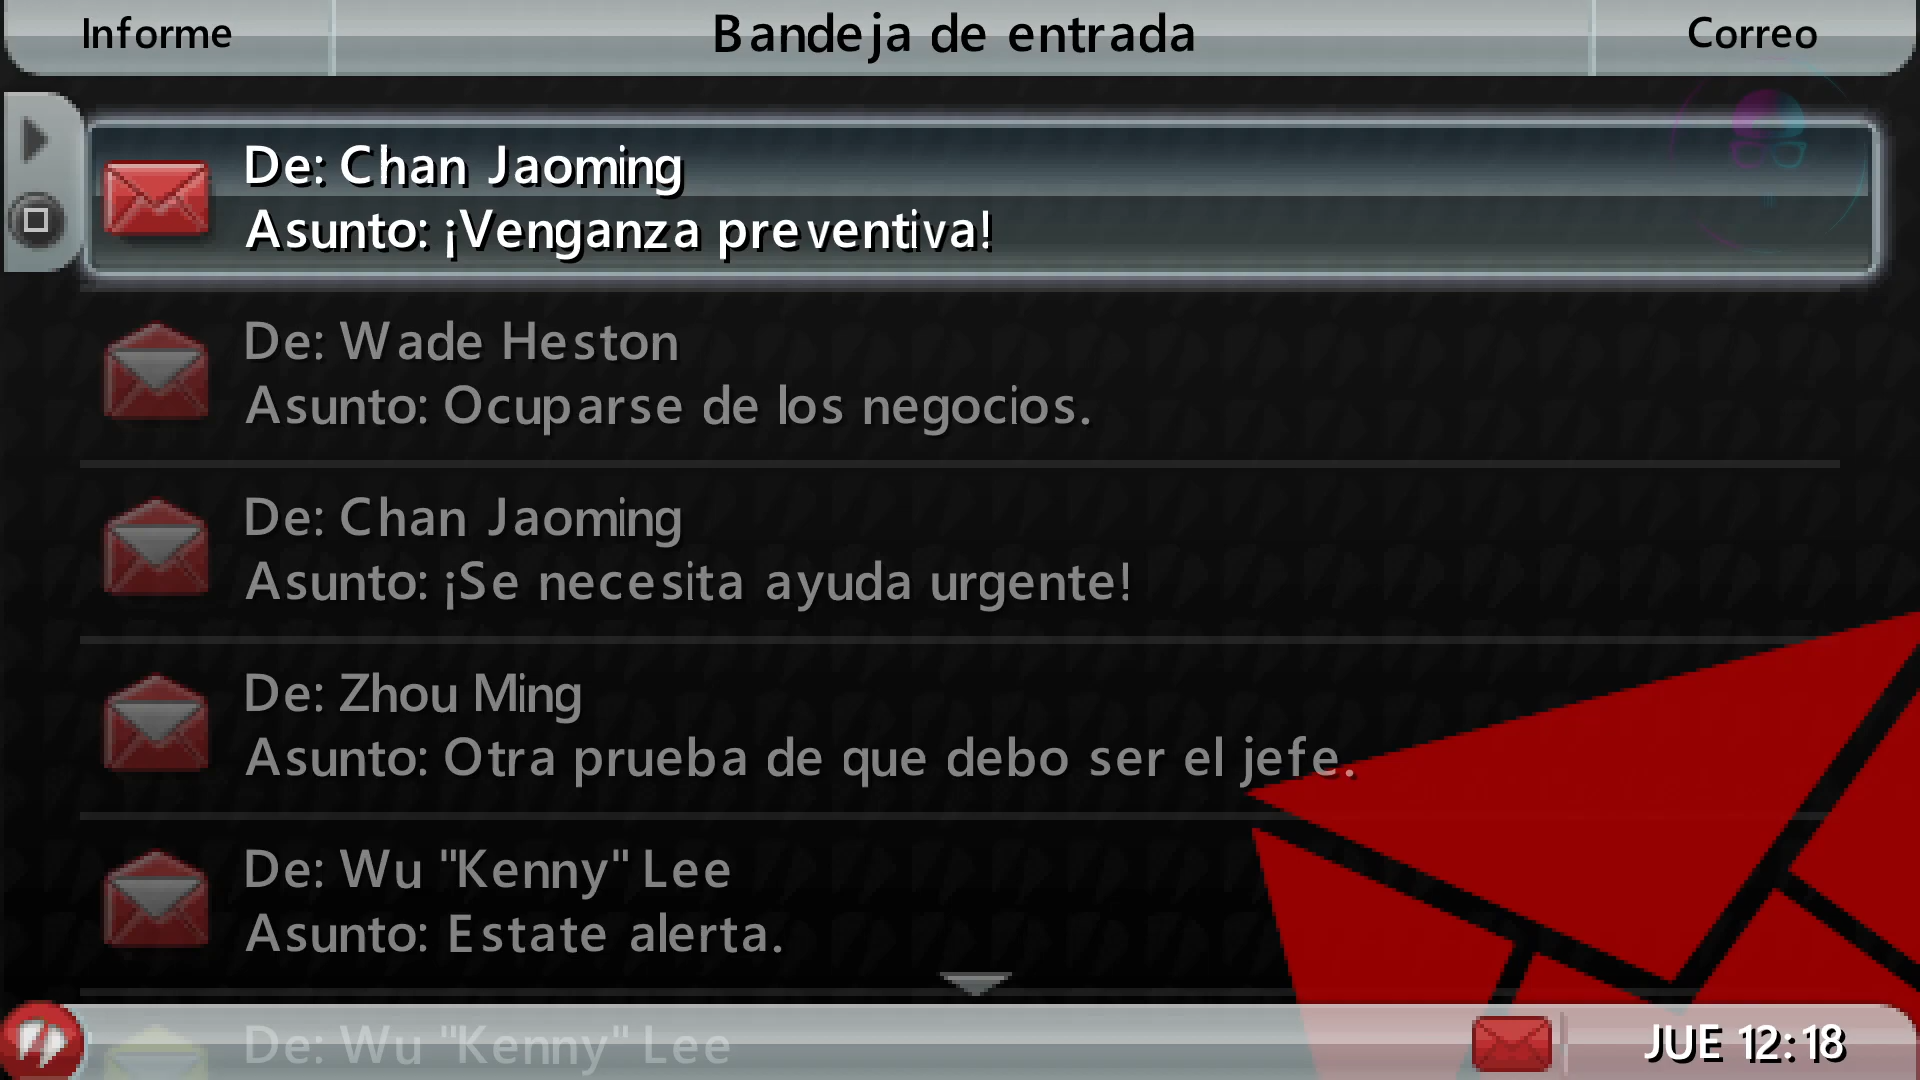 Informe
Bandeja de entrada
Correo
De: Chan Jaoming
Asunto: ¡Venganza preventiva!
De: Wade Heston
Asunto: Ocuparse de los negocios.
De: Chan Jaoming
Asunto: ¡Se necesita ayuda urgente!
De: Zhou Ming
Asunto: Otra prueba de que debo ser el jefe.
De: Wu "Kenny" Lee
Asunto: Estate alerta.
De: Wu "Kenny" Lee
JUE 12:18